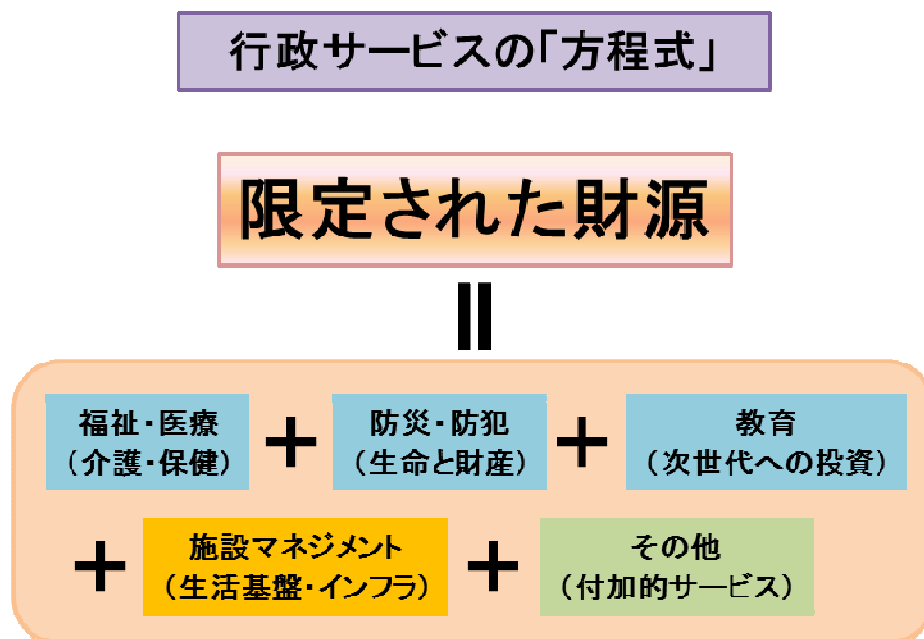 行政サービスの「方程式」
限定された財源
=
福祉・医療
(介護・保健)
+
防災・防犯
(生命と財産)
+
教育
(次世代への投資)
+
施設マネジメント
(生活基盤・インフラ)
+
その他
(付加的サービス)